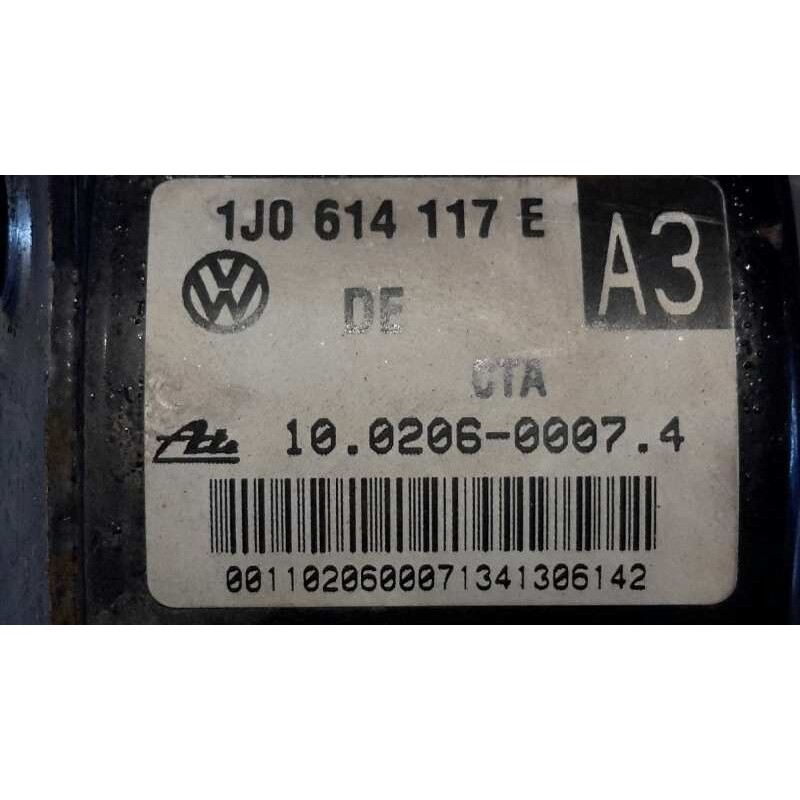 1J0 614 117 E
A3
DE
CTA
Ate 10.0206-0007.4
0011020600071341306142